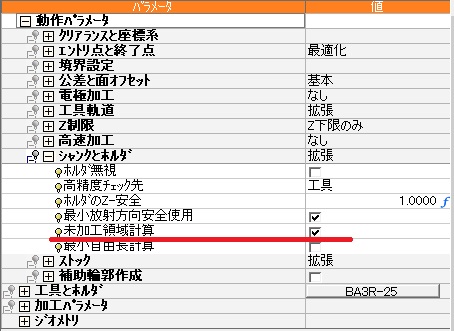 パラメータ 値
動作パラメータ
クリアランスと座標系
エントリ点と終了点 最適化
境界設定
公差と面オフセット 基本
電極加工 なし
工具軌道 拡張
Z制限 Z下限のみ
高速加工 なし
シャンクとホルダ 拡張
ホルダ無視
高精度チェック先 工具
ホルダのZ-安全 1.0000 f
最小放射方向安全使用
未加工領域計算
最小自由長計算
ストック 拡張
補助輪郭作成
工具とホルダ BA3R-25
加工パラメータ
ジオメトリ